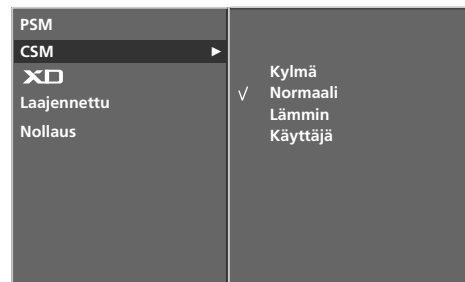 PSM
CSM ►
XD
Laajennettu
Nollaus
Kylmä
√ Normaali
Lämmin
Käyttäjä